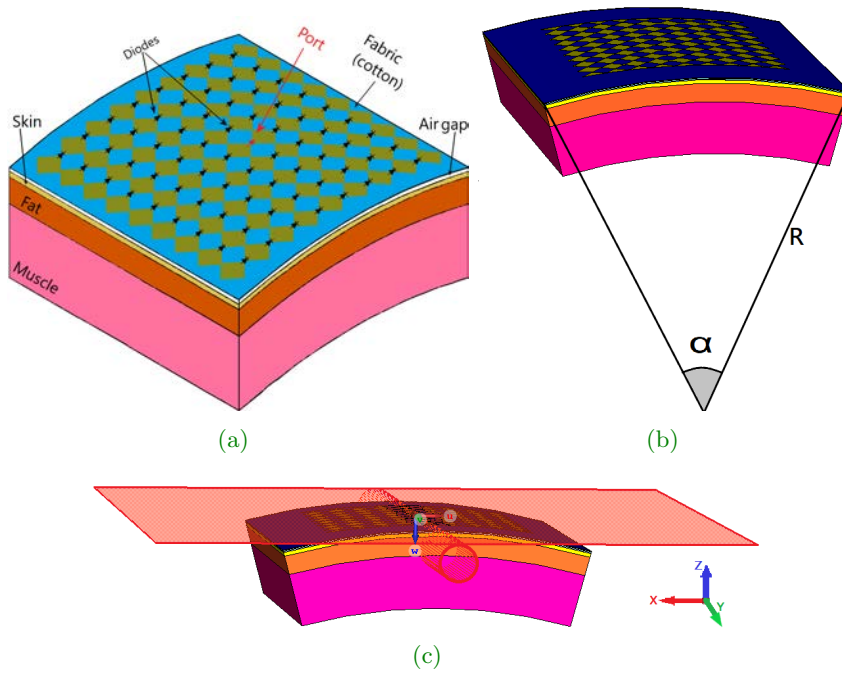 Diodes
Port
Fabric
(cotton)
Skin
Air gap
Fat
Muscle
(a)
R
α
(b)
v
u
w
Z
X
Y
(c)